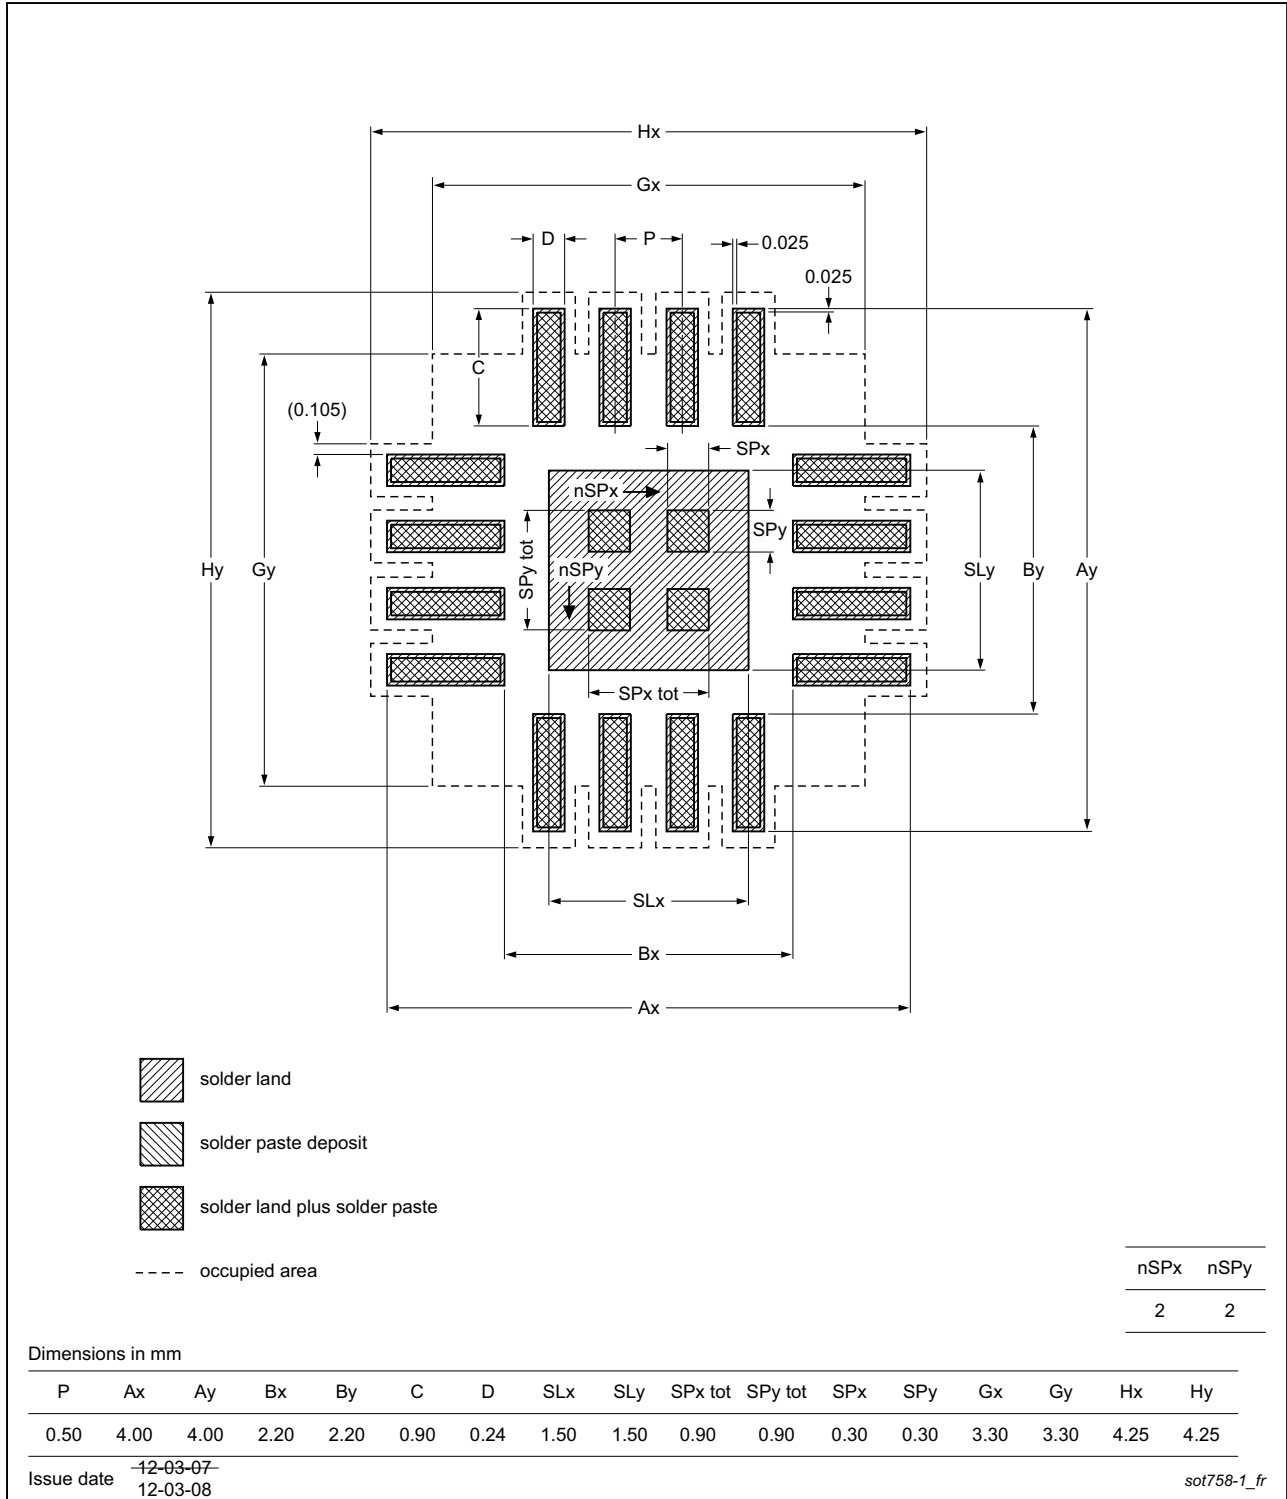 Hx
Gx
D
P
0.025
0.025
C
(0.105)
SPx
nSPx
SPy
SPy tot
nSPy
Hy
Gy
SLy
By
Ay
SPx tot
SLx
Bx
Ax
solder land
solder paste deposit
solder land plus solder paste
occupied area
nSPx nSPy
2 2
Dimensions in mm
P Ax Ay Bx By C D SLx SLy SPx tot SPy tot SPx SPy Gx Gy Hx Hy
0.50 4.00 4.00 2.20 2.20 0.90 0.24 1.50 1.50 0.90 0.90 0.30 0.30 3.30 3.30 4.25 4.25
Issue date 12-03-07
12-03-08
sot758-1_fr